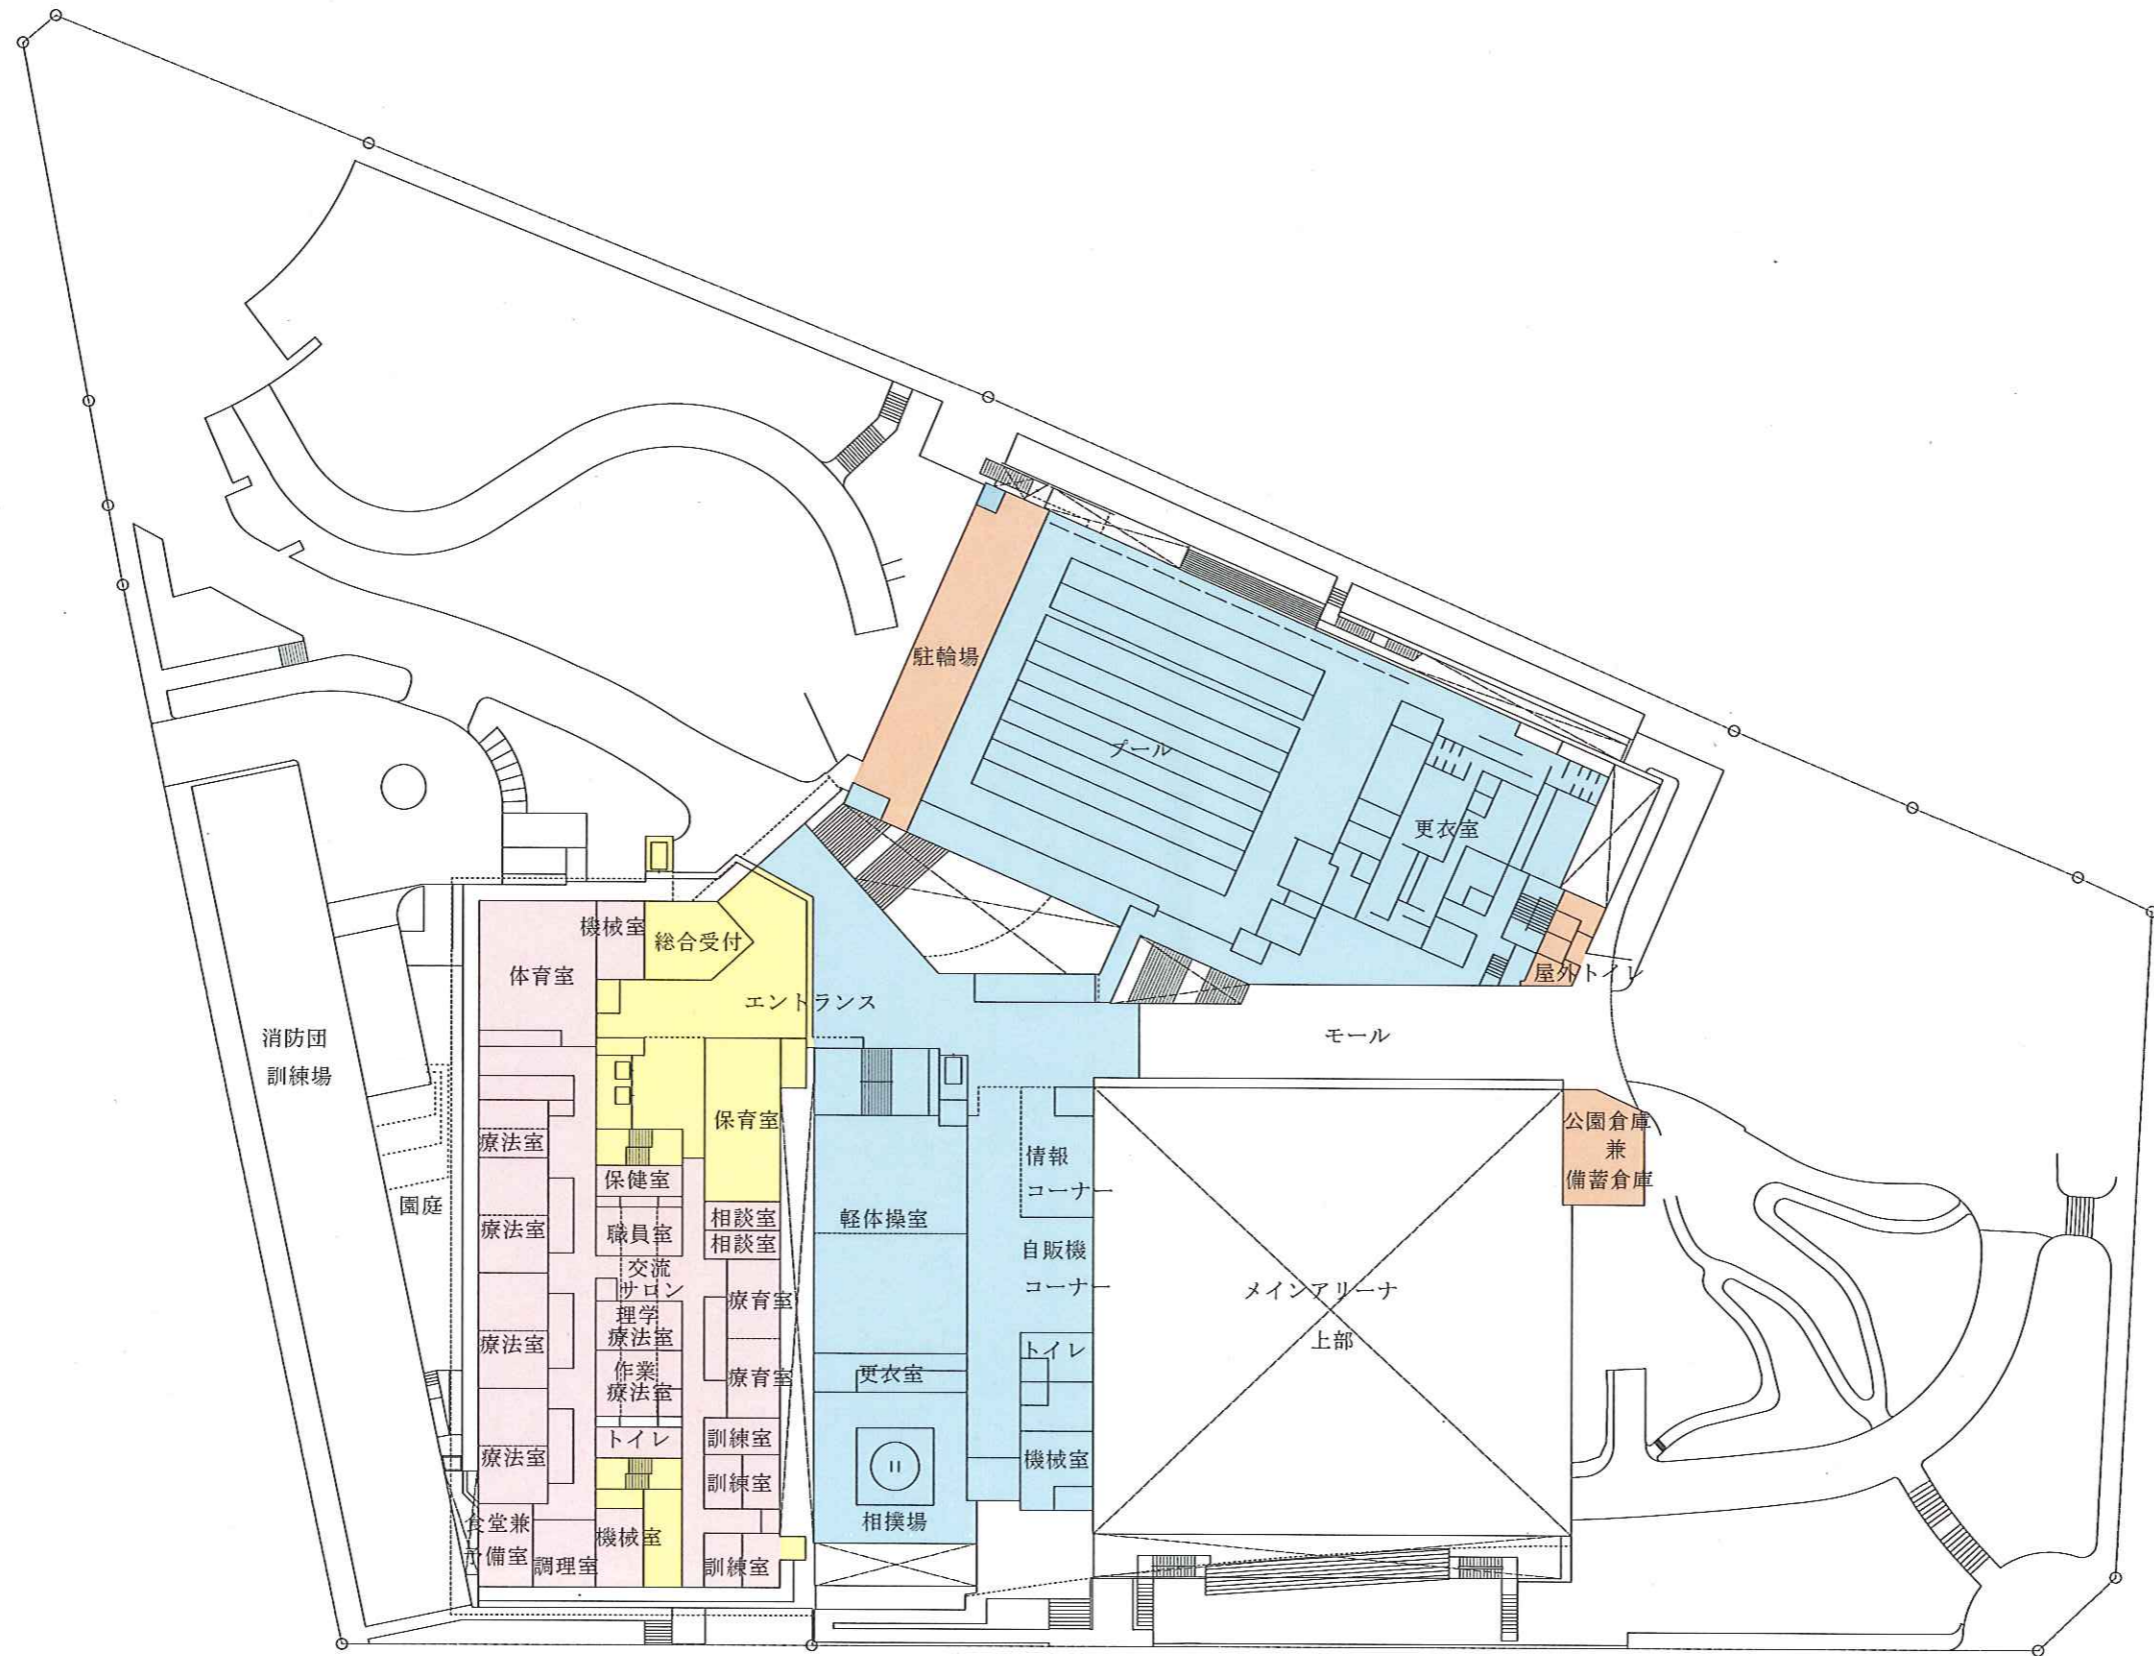 駐輪場
プール
更衣室
機械室
総合受付
体育室
エントランス
屋外トイレ
モール
消防団
訓練場
保育室
公園倉庫
兼
備蓄倉庫
療法室
情報
コーナー
保健室
園庭
療法室
職員室
相談室
相談室
軽体操室
自販機
コーナー
交流
サロン
理学
療法室
療育室
メインアリーナ
上部
療法室
トイレ
作業
療法室
療育室
更衣室
トイレ
訓練室
療法室
訓練室
機械室
食堂兼
予備室
調理室
機械室
訓練室
相撲場